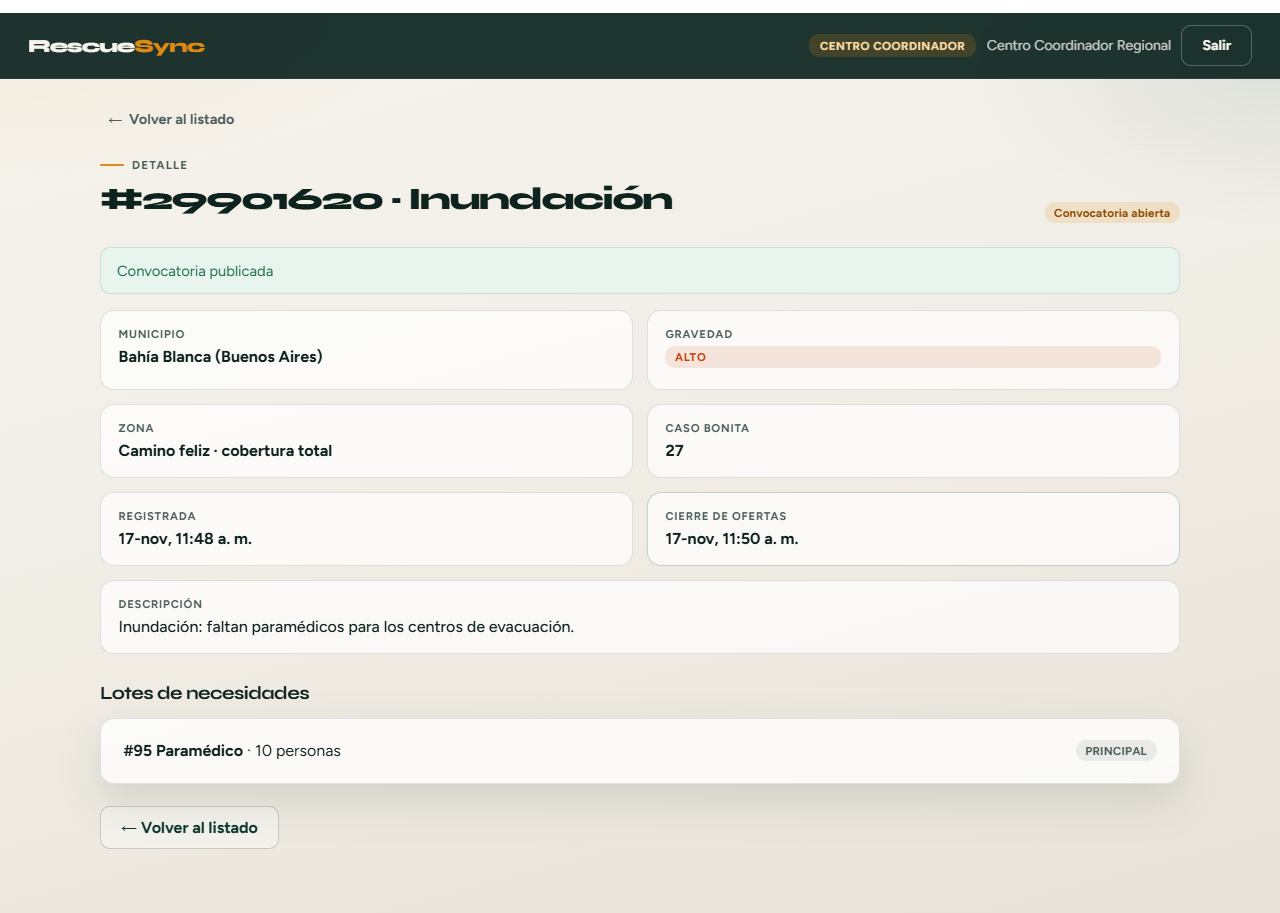 RescueSync
CENTRO COORDINADOR
Centro Coordinador Regional
Salir
← Volver al listado
DETALLE
#29901620 · Inundación
Convocatoria abierta
Convocatoria publicada
MUNICIPIO
Bahía Blanca (Buenos Aires)
GRAVEDAD
ALTO
ZONA
Camino feliz · cobertura total
CASO BONITA
27
REGISTRADA
17-nov, 11:48 a. m.
CIERRE DE OFERTAS
17-nov, 11:50 a. m.
DESCRIPCIÓN
Inundación: faltan paramédicos para los centros de evacuación.
Lotes de necesidades
#95 Paramédico · 10 personas
PRINCIPAL
← Volver al listado